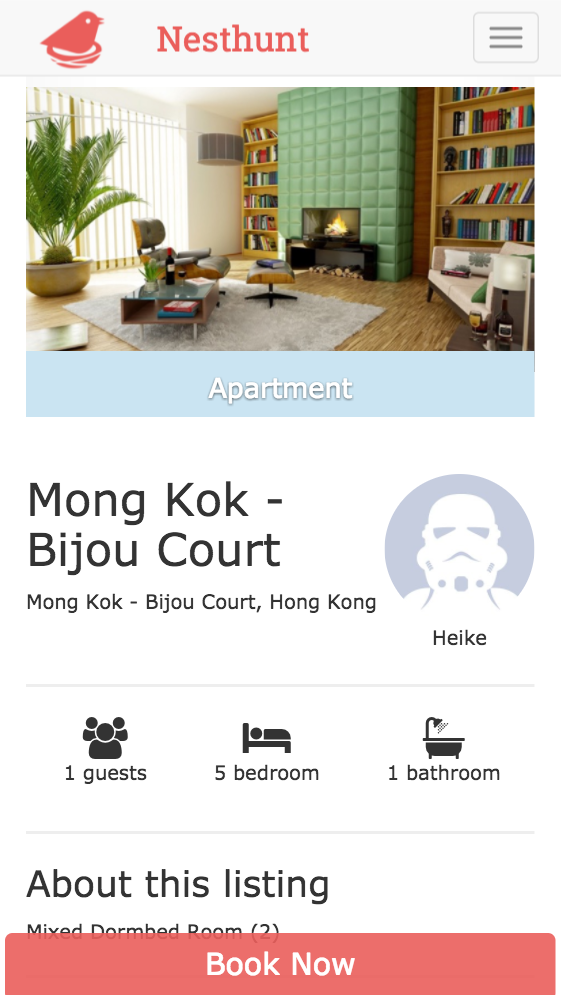 Nesthunt
Apartment
Mong Kok -
Bijou Court
Mong Kok - Bijou Court, Hong Kong
Heike
1 guests
5 bedroom
1 bathroom
About this listing
Mixed Dormbed Room (2)
Book Now